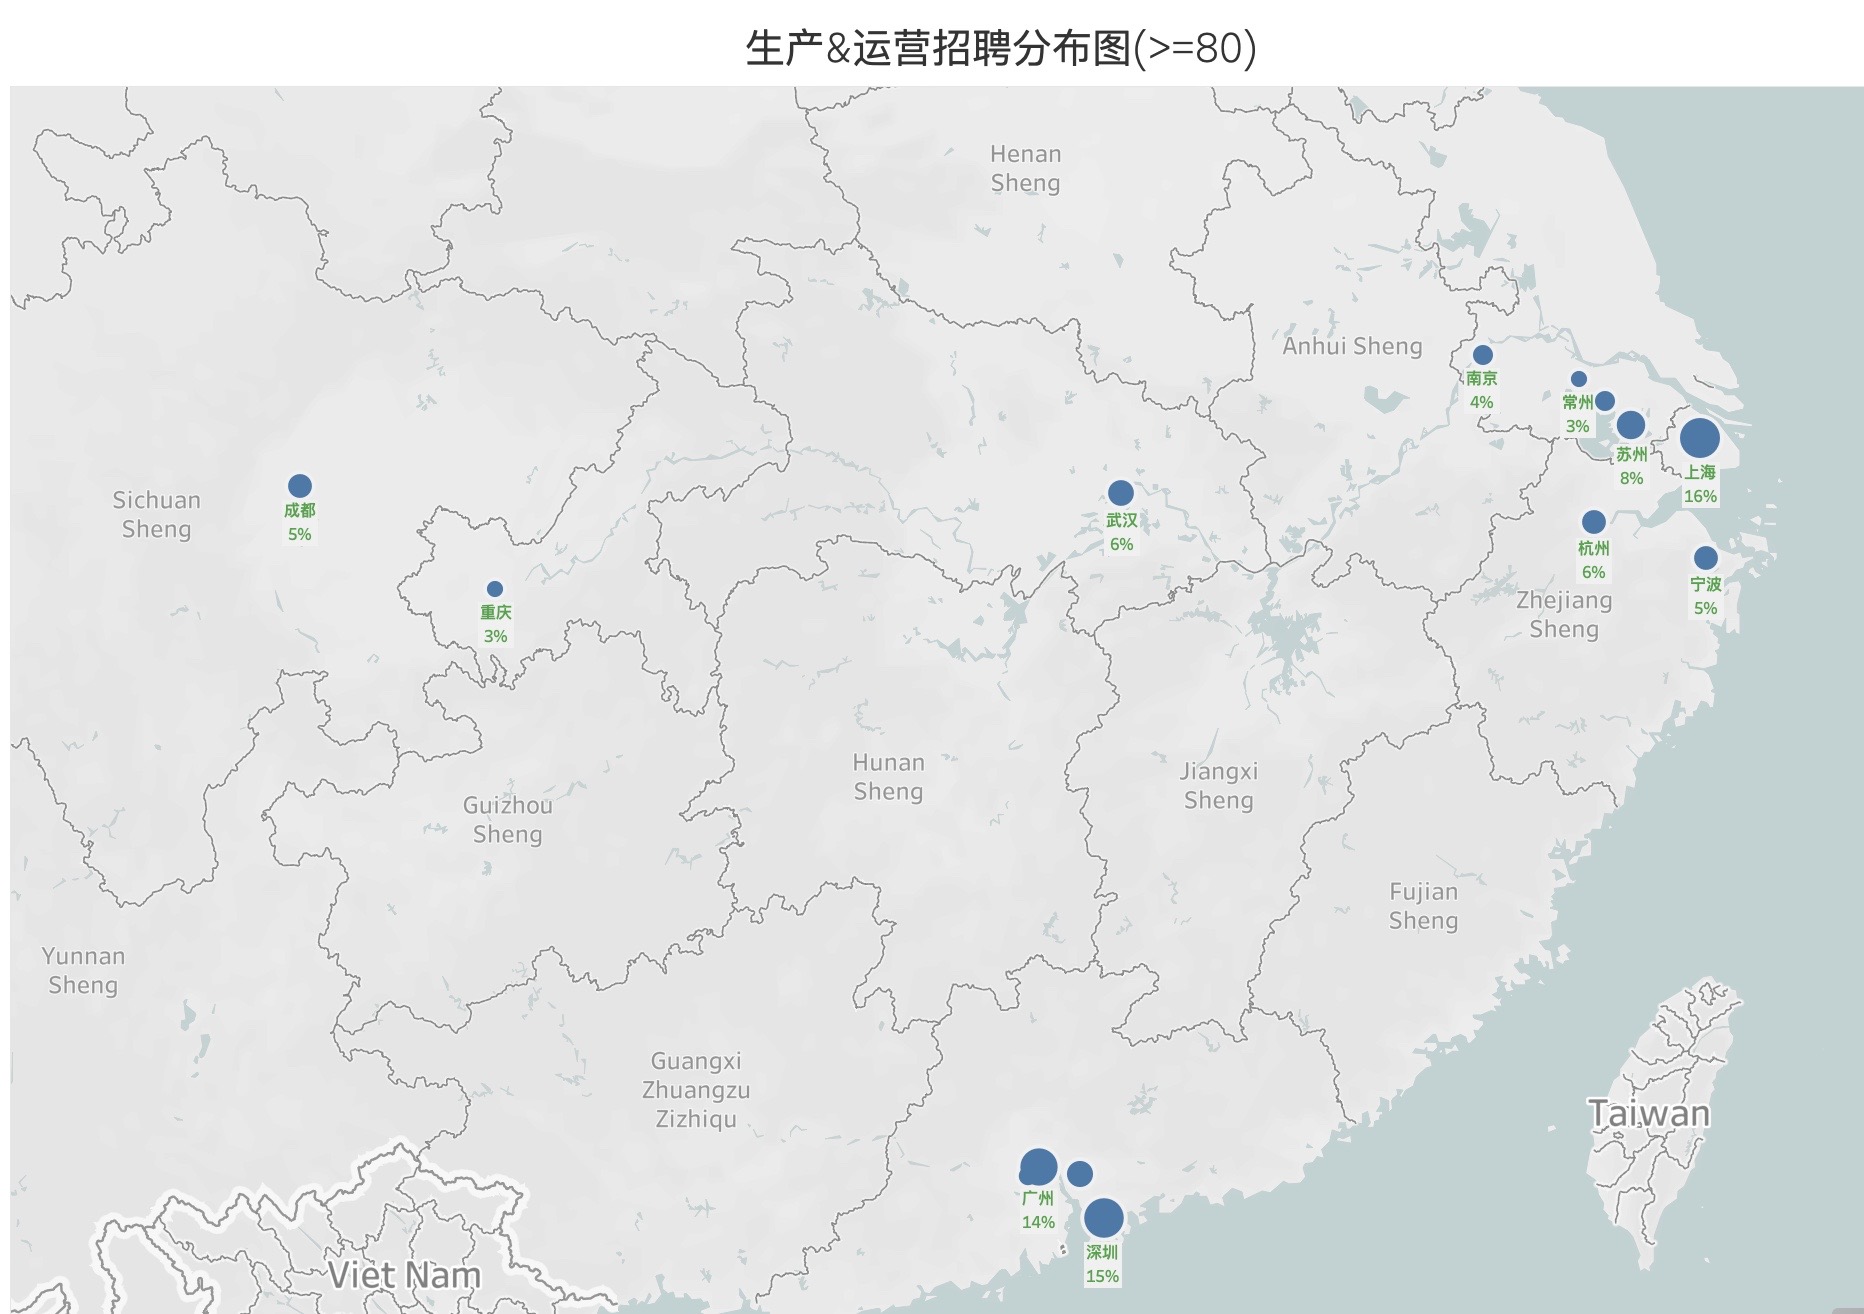 生产&运营招聘分布图(>=80)
Henan
Sheng
Anhui Sheng
南京
4%
常州
3%
苏州
8%
上海
16%
Sichuan
Sheng
成都
5%
武汉
6%
杭州
6%
宁波
5%
重庆
3%
Zhejiang
Sheng
Hunan
Sheng
Jiangxi
Sheng
Guizhou
Sheng
Fujian
Sheng
Yunnan
Sheng
Guangxi
Zhuangzu
Zizhiqu
Taiwan
广州
14%
深圳
15%
Viet Nam